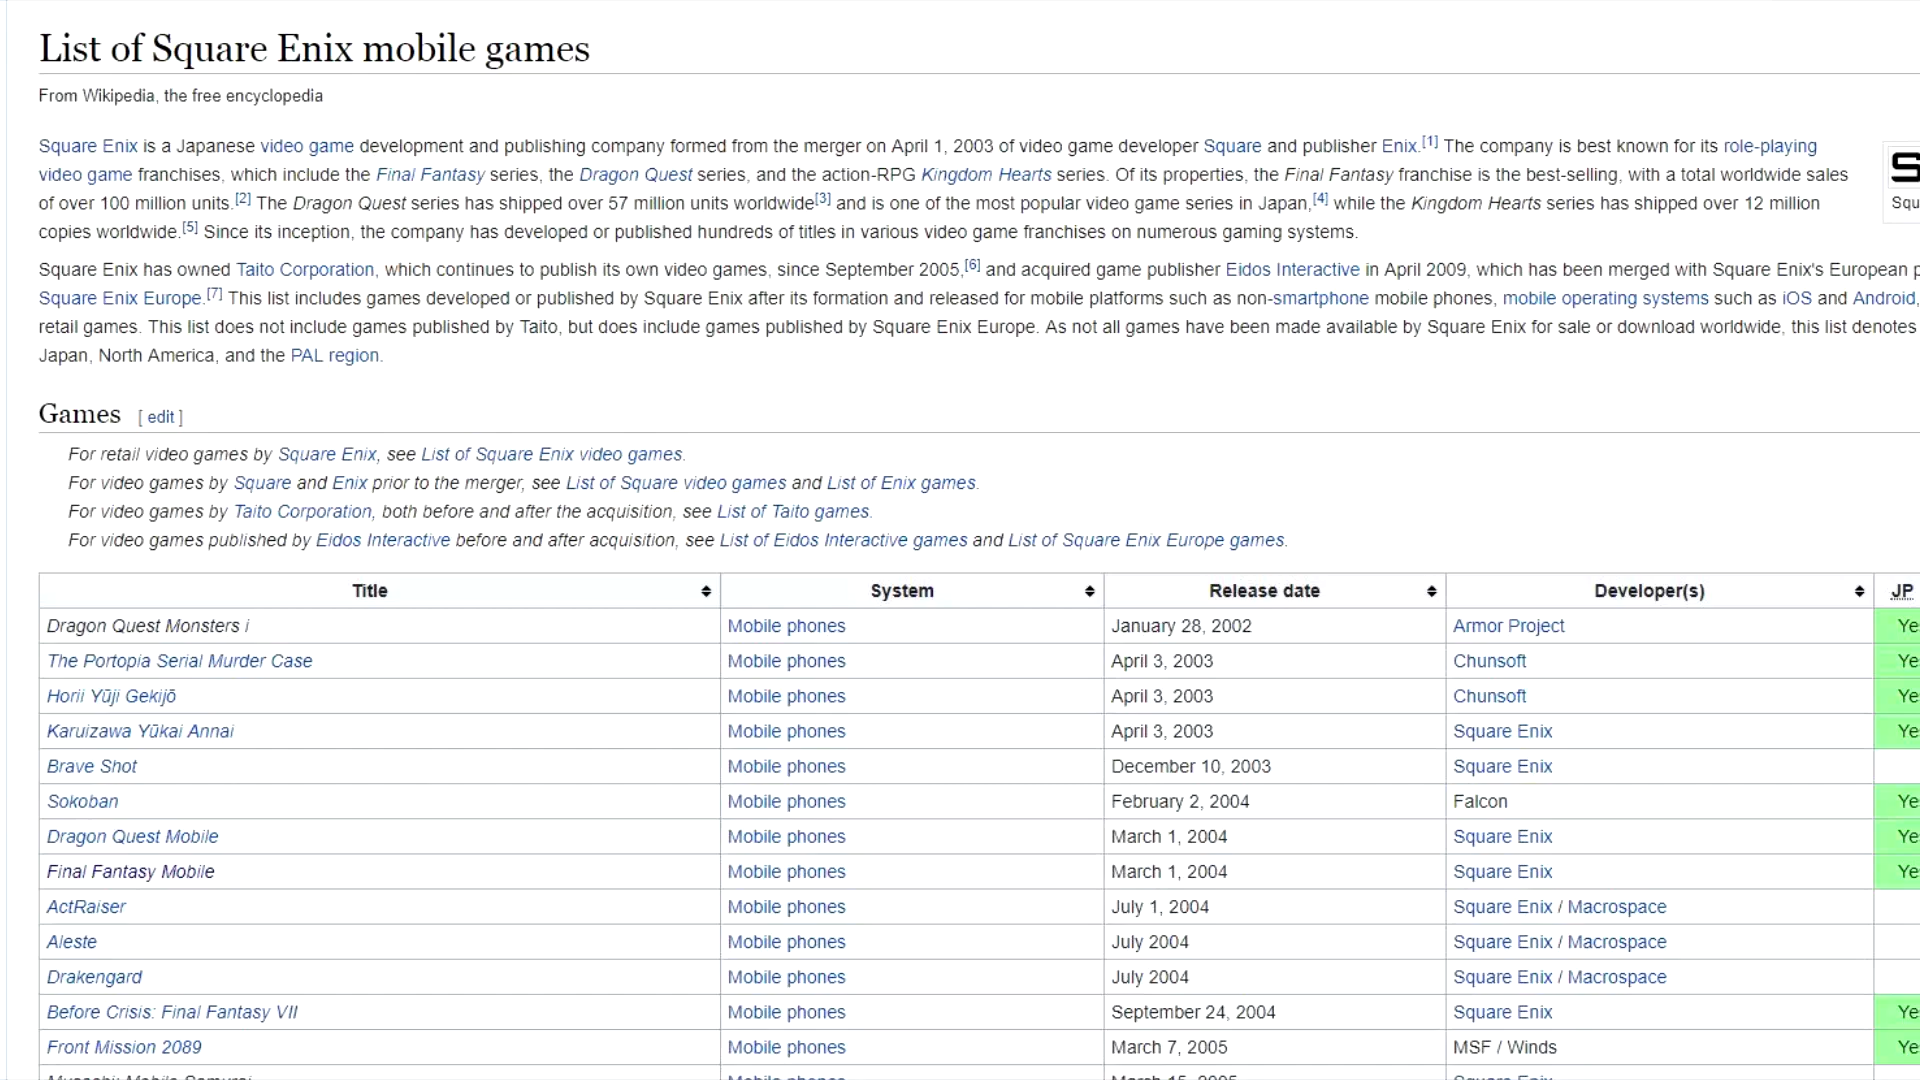 List of Square Enix mobile games
From Wikipedia, the free encyclopedia
Square Enix is a Japanese video game development and publishing company formed from the merger on April 1, 2003 of video game developer Square and publisher Enix.[1] The company is best known for its role-playing
video game franchises, which include the Final Fantasy series, the Dragon Quest series, and the action-RPG Kingdom Hearts series. Of its properties, the Final Fantasy franchise is the best-selling, with a total worldwide sales
of over 100 million units.[2] The Dragon Quest series has shipped over 57 million units worldwide[3] and is one of the most popular video game series in Japan,[4] while the Kingdom Hearts series has shipped over 12 million
copies worldwide.[5] Since its inception, the company has developed or published hundreds of titles in various video game franchises on numerous gaming systems.
Squ
Square Enix has owned Taito Corporation, which continues to publish its own video games, since September 2005,[6] and acquired game publisher Eidos Interactive in April 2009, which has been merged with Square Enix's European p
Square Enix Europe.[7] This list includes games developed or published by Square Enix after its formation and released for mobile platforms such as non-smartphone mobile phones, mobile operating systems such as iOS and Android,
retail games. This list does not include games published by Taito, but does include games published by Square Enix Europe. As not all games have been made available by Square Enix for sale or download worldwide, this list denotes
Japan, North America, and the PAL region.
Games [ edit ]
For retail video games by Square Enix, see List of Square Enix video games.
For video games by Square and Enix prior to the merger, see List of Square video games and List of Enix games.
For video games by Taito Corporation, both before and after the acquisition, see List of Taito games.
For video games published by Eidos Interactive before and after acquisition, see List of Eidos Interactive games and List of Square Enix Europe games.
Title System Release date Developer(s) JP
Dragon Quest Monsters i Mobile phones January 28, 2002 Armor Project Ye
The Portopia Serial Murder Case Mobile phones April 3, 2003 Chunsoft Ye
Horii Yūji Gekijō Mobile phones April 3, 2003 Chunsoft Ye
Karuizawa Yūkai Annai Mobile phones April 3, 2003 Square Enix Ye
Brave Shot Mobile phones December 10, 2003 Square Enix
Sokoban Mobile phones February 2, 2004 Falcon Ye
Dragon Quest Mobile Mobile phones March 1, 2004 Square Enix Ye
Final Fantasy Mobile Mobile phones March 1, 2004 Square Enix Ye
ActRaiser Mobile phones July 1, 2004 Square Enix / Macrospace
Aleste Mobile phones July 2004 Square Enix / Macrospace
Drakengard Mobile phones July 2004 Square Enix / Macrospace
Before Crisis: Final Fantasy VII Mobile phones September 24, 2004 Square Enix Ye
Front Mission 2089 Mobile phones March 7, 2005 MSF / Winds Ye